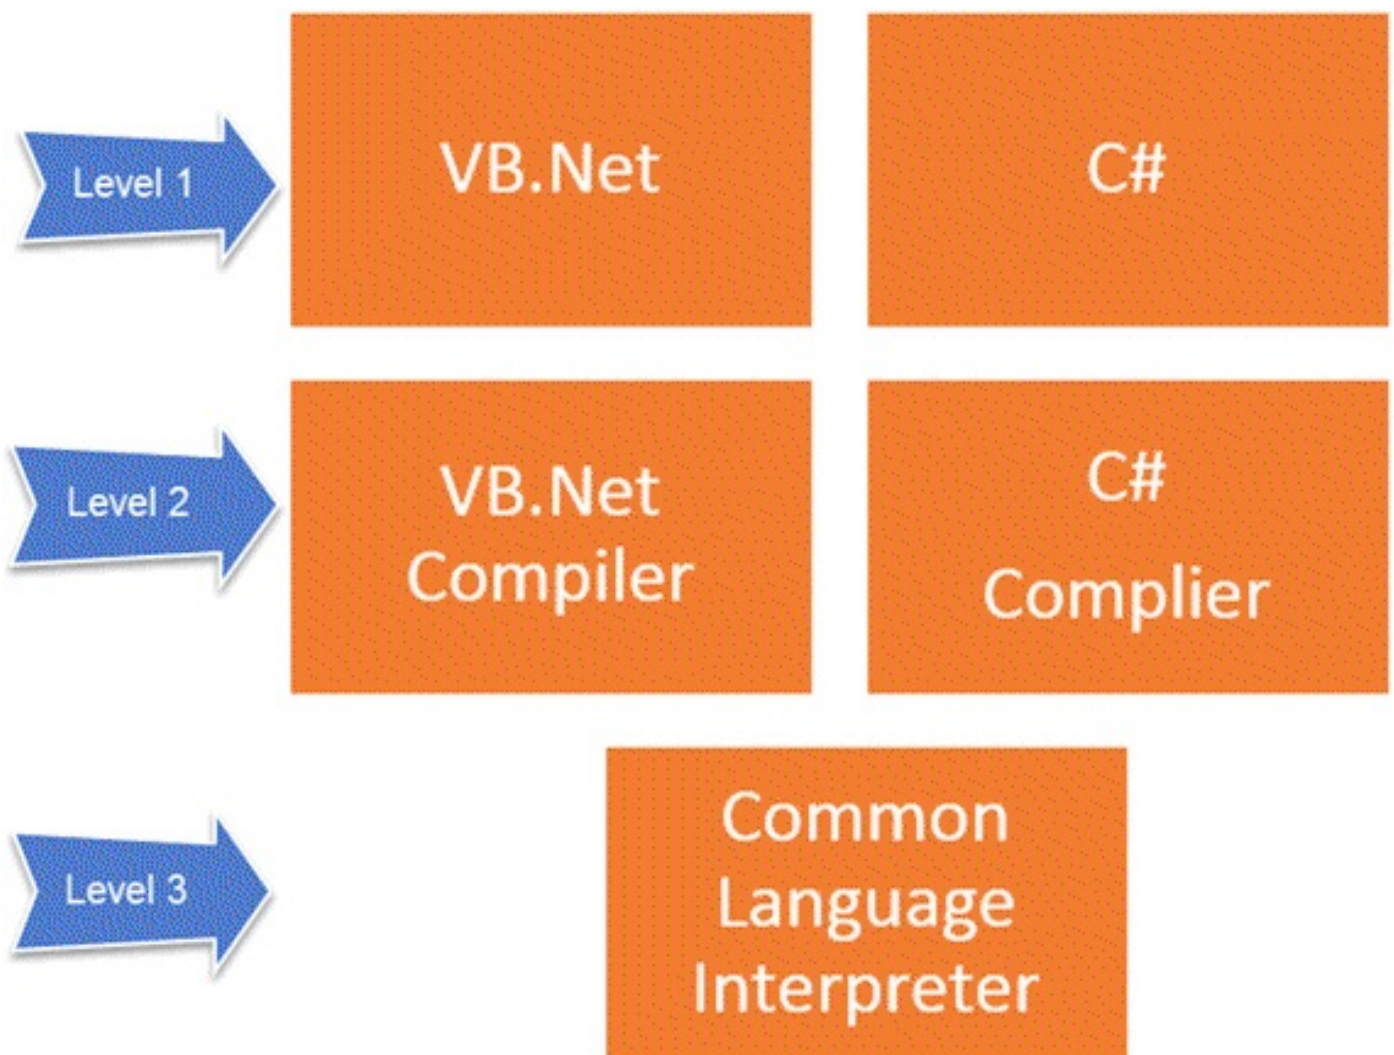 Level 1
VB.Net
C#
Level 2
VB.Net
Compiler
C#
Complier
Level 3
Common
Language
Interpreter